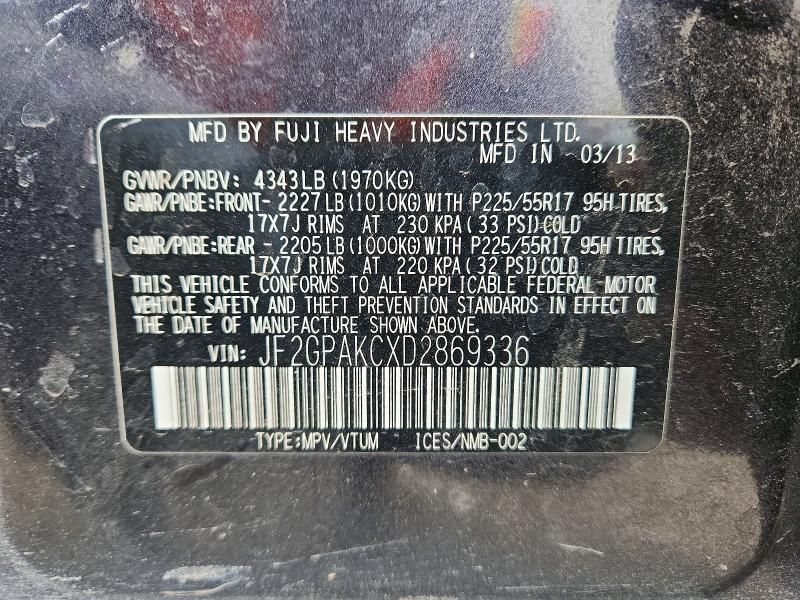 MFD BY FUJI HEAVY INDUSTRIES LTD.
MFD IN 03/13
GVWR/PNBV: 4343LB(1970KG)
GAWR/PNBE:FRONT- 2227LB(1010KG)WITH P225/55R17 95H TIRES,
17X7J RIMS AT 230 KPA( 33 PSI)COLD
GAWR/PNBE:REAR - 2205LB(1000KG)WITH P225/55R17 95H TIRES,
17X7J RIMS AT 220 KPA( 32 PSI)COLD
THIS VEHICLE CONFORMS TO ALL APPLICABLE FEDERAL MOTOR
VEHICLE SAFETY AND THEFT PREVENTION STANDARDS IN EFFECT ON
THE DATE OF MANUFACTURE SHOWN ABOVE.
VIN: JF2GPAKCXD2869336
TYPE:MPV/VTUM ICES/NMB-002